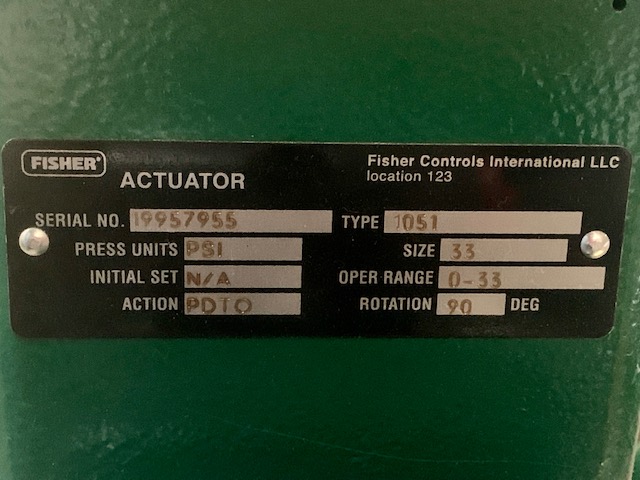 FISHER®
ACTUATOR
Fisher Controls International LLC
location 123
SERIAL NO. 19957955 TYPE 1051
PRESS UNITS PSI SIZE 33
INITIAL SET N/A OPER RANGE 0-33
ACTION PDTO ROTATION 90 DEG